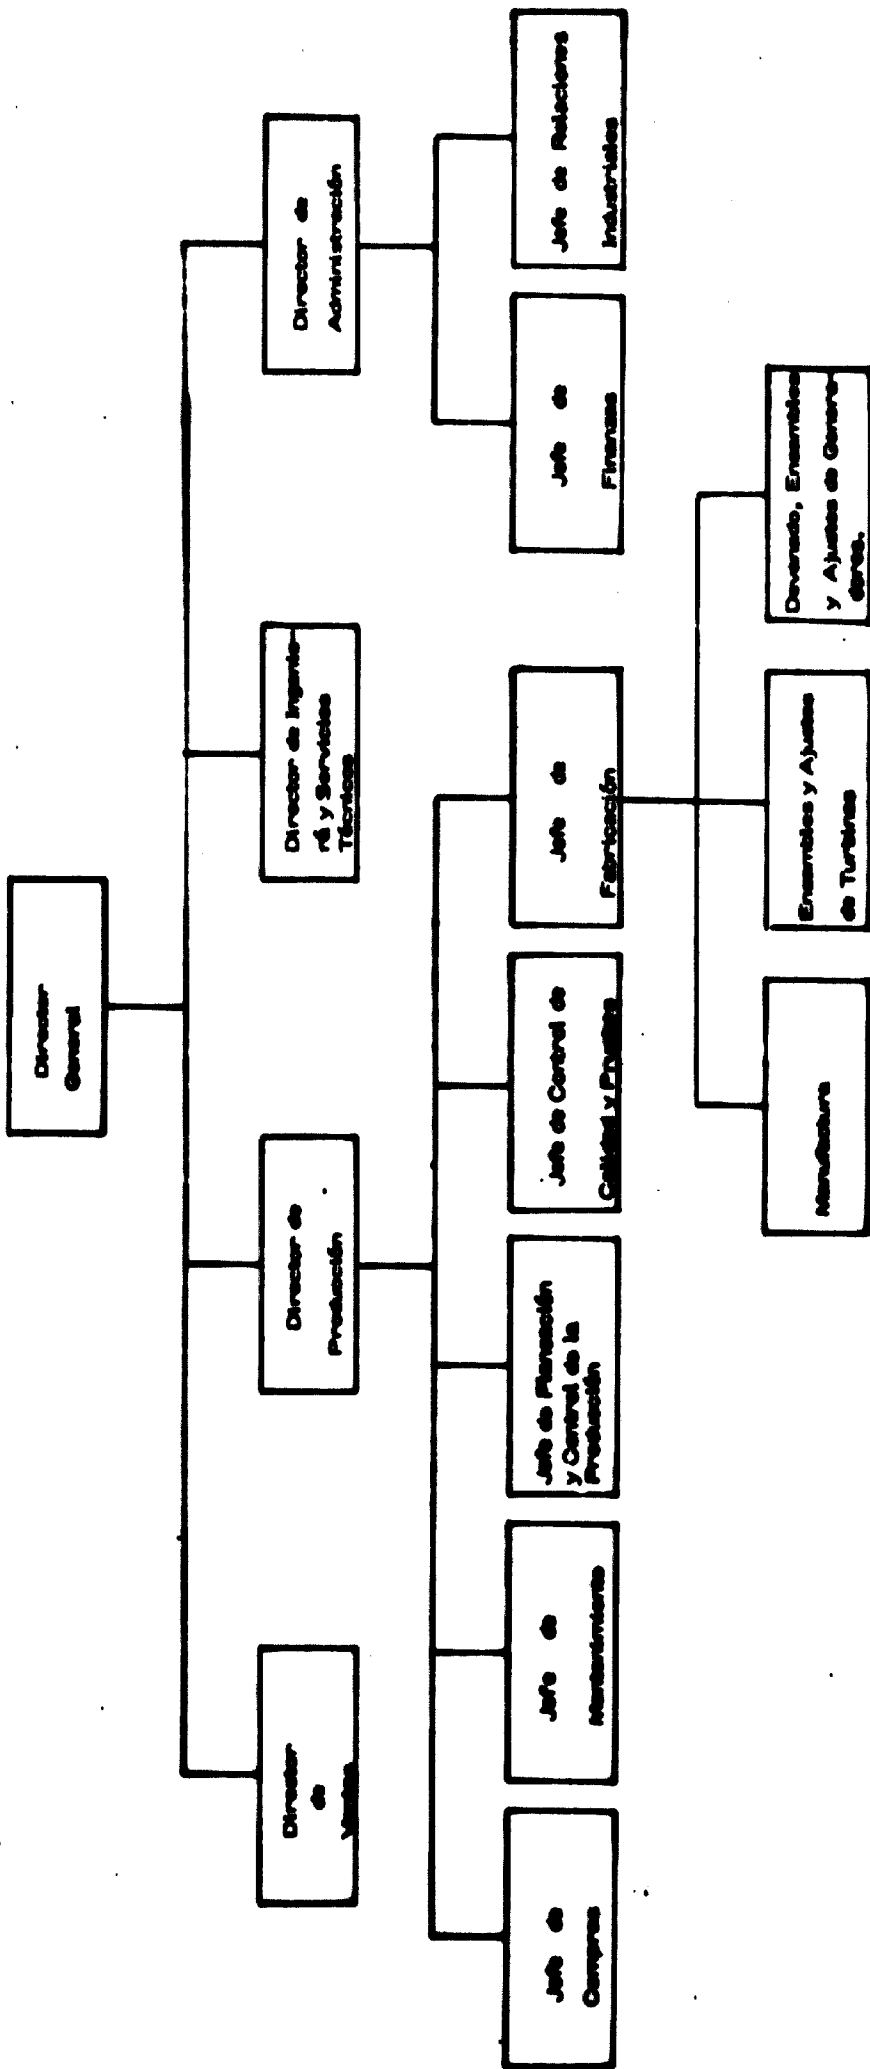 Director
General
Director
de
Ventas
Director de
Producción
Director de Ingenie-
ría y Servicios
Técnicos
Director de
Administración
Jefe de
Compras
Jefe de
Mantenimiento
Jefe de Planeación
y Control de la
Producción
Jefe de Control de
Calidad y Pruebas
Jefe de
Fabricación
Jefe de
Finanzas
Jefe de Relaciones
Industriales
Manufactura
Ensambles y Ajustes
de Turbinas
Devanado, Ensambles
y Ajustes de Genera-
dores.